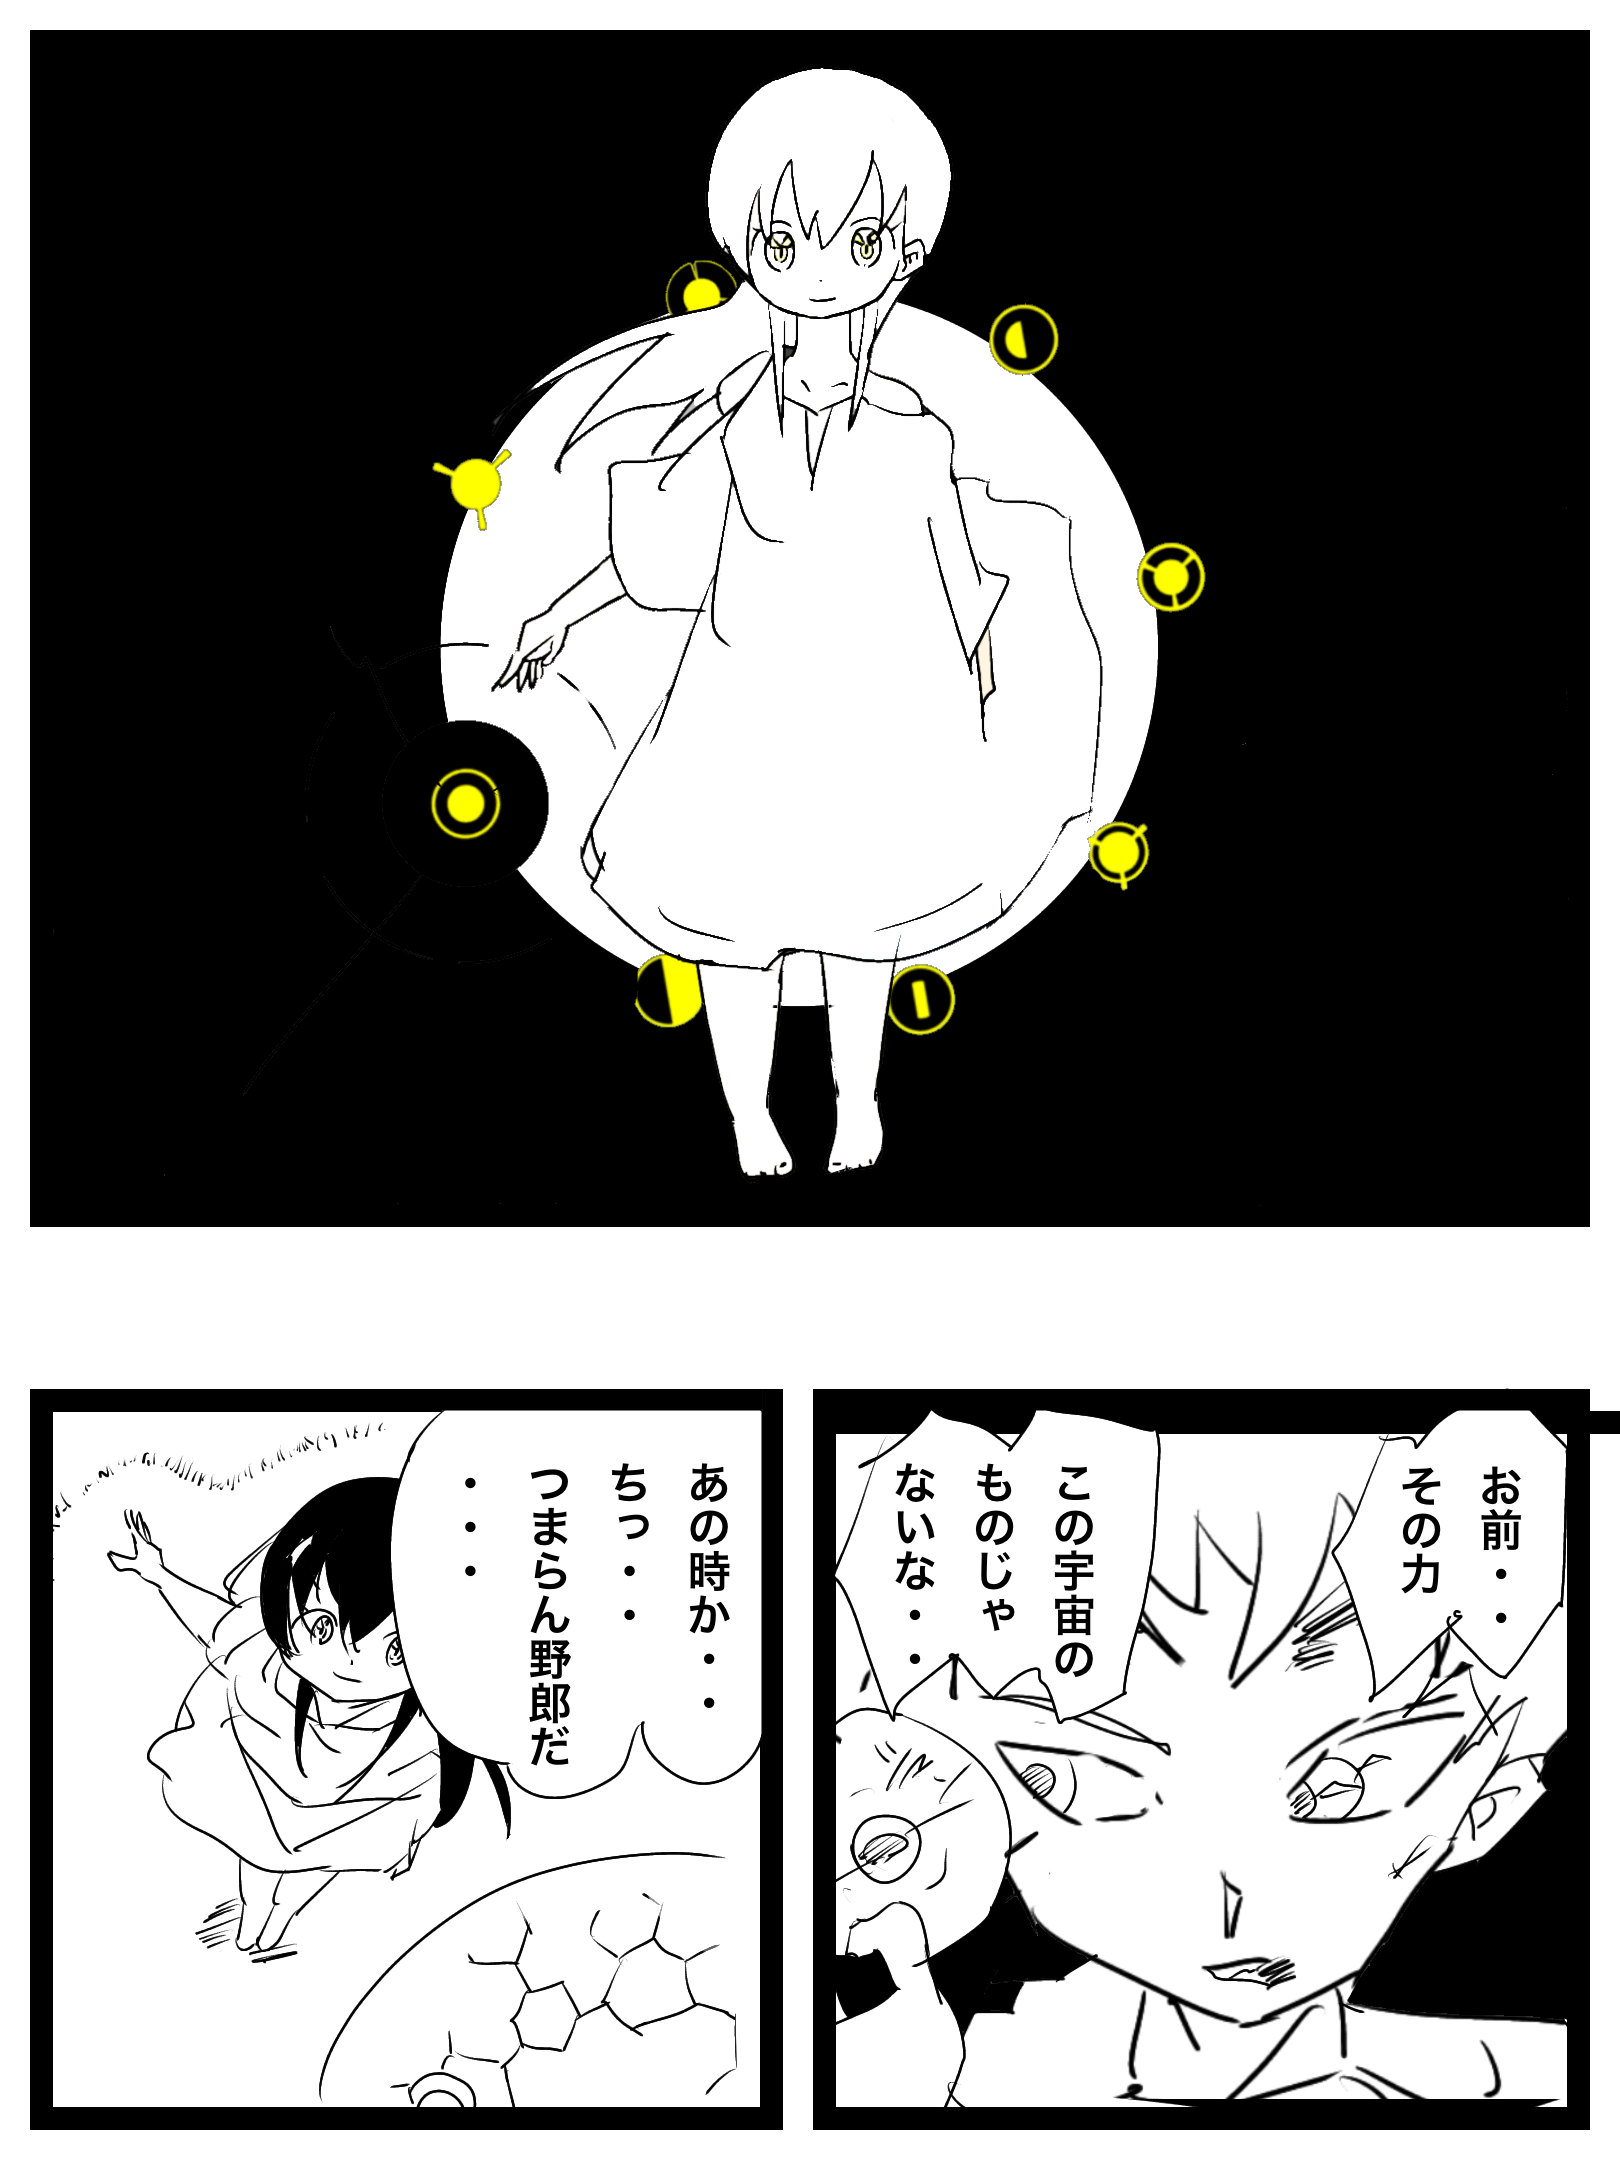 お前・・
その力
この宇宙の
ものじゃ
ないな・・
あの時か・・
ちっ・・
つまらん野郎だ
・・・